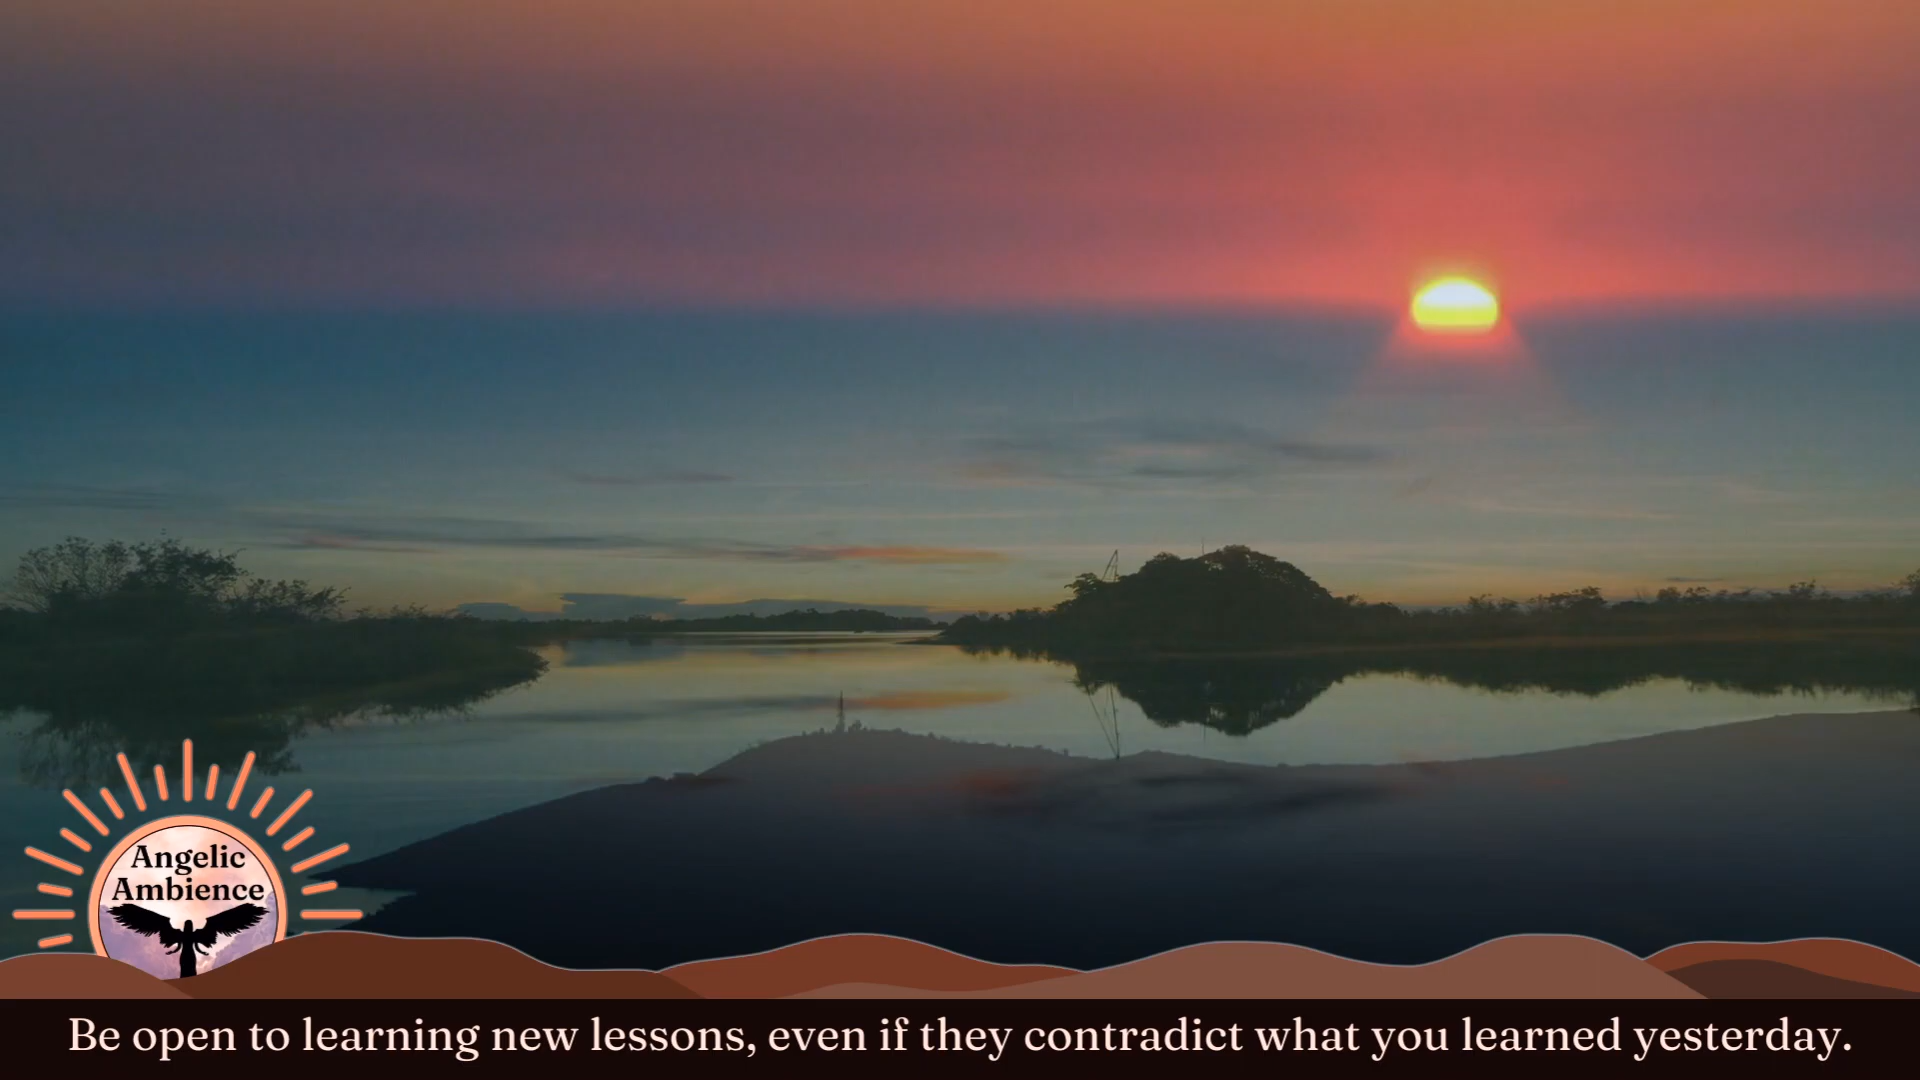 Angelic
Ambience
Be open to learning new lessons, even if they contradict what you learned yesterday.